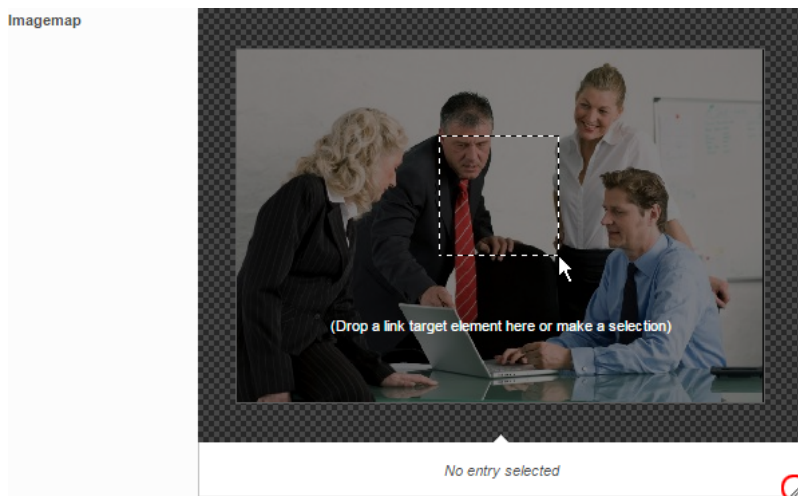 Imagemap
(Drop a link target element here or make a selection)
No entry selected